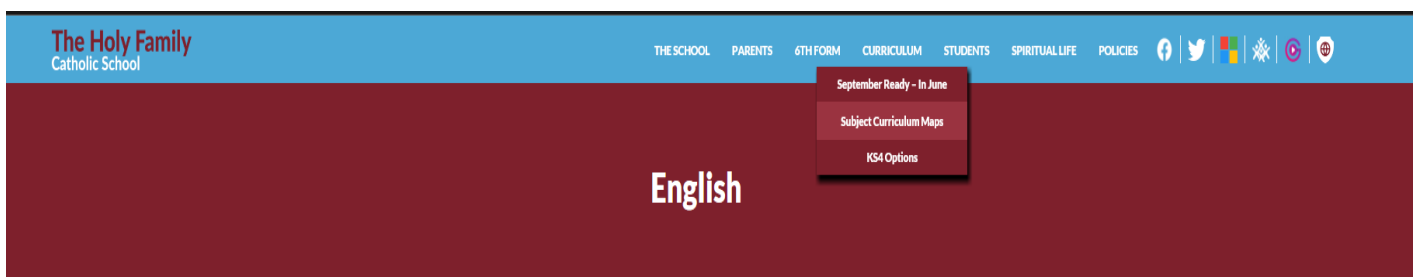 The Holy Family
Catholic School
THE SCHOOL PARENTS 6TH FORM CURRICULUM STUDENTS SPIRITUAL LIFE POLICIES
September Ready – In June
Subject Curriculum Maps
KS4 Options
English